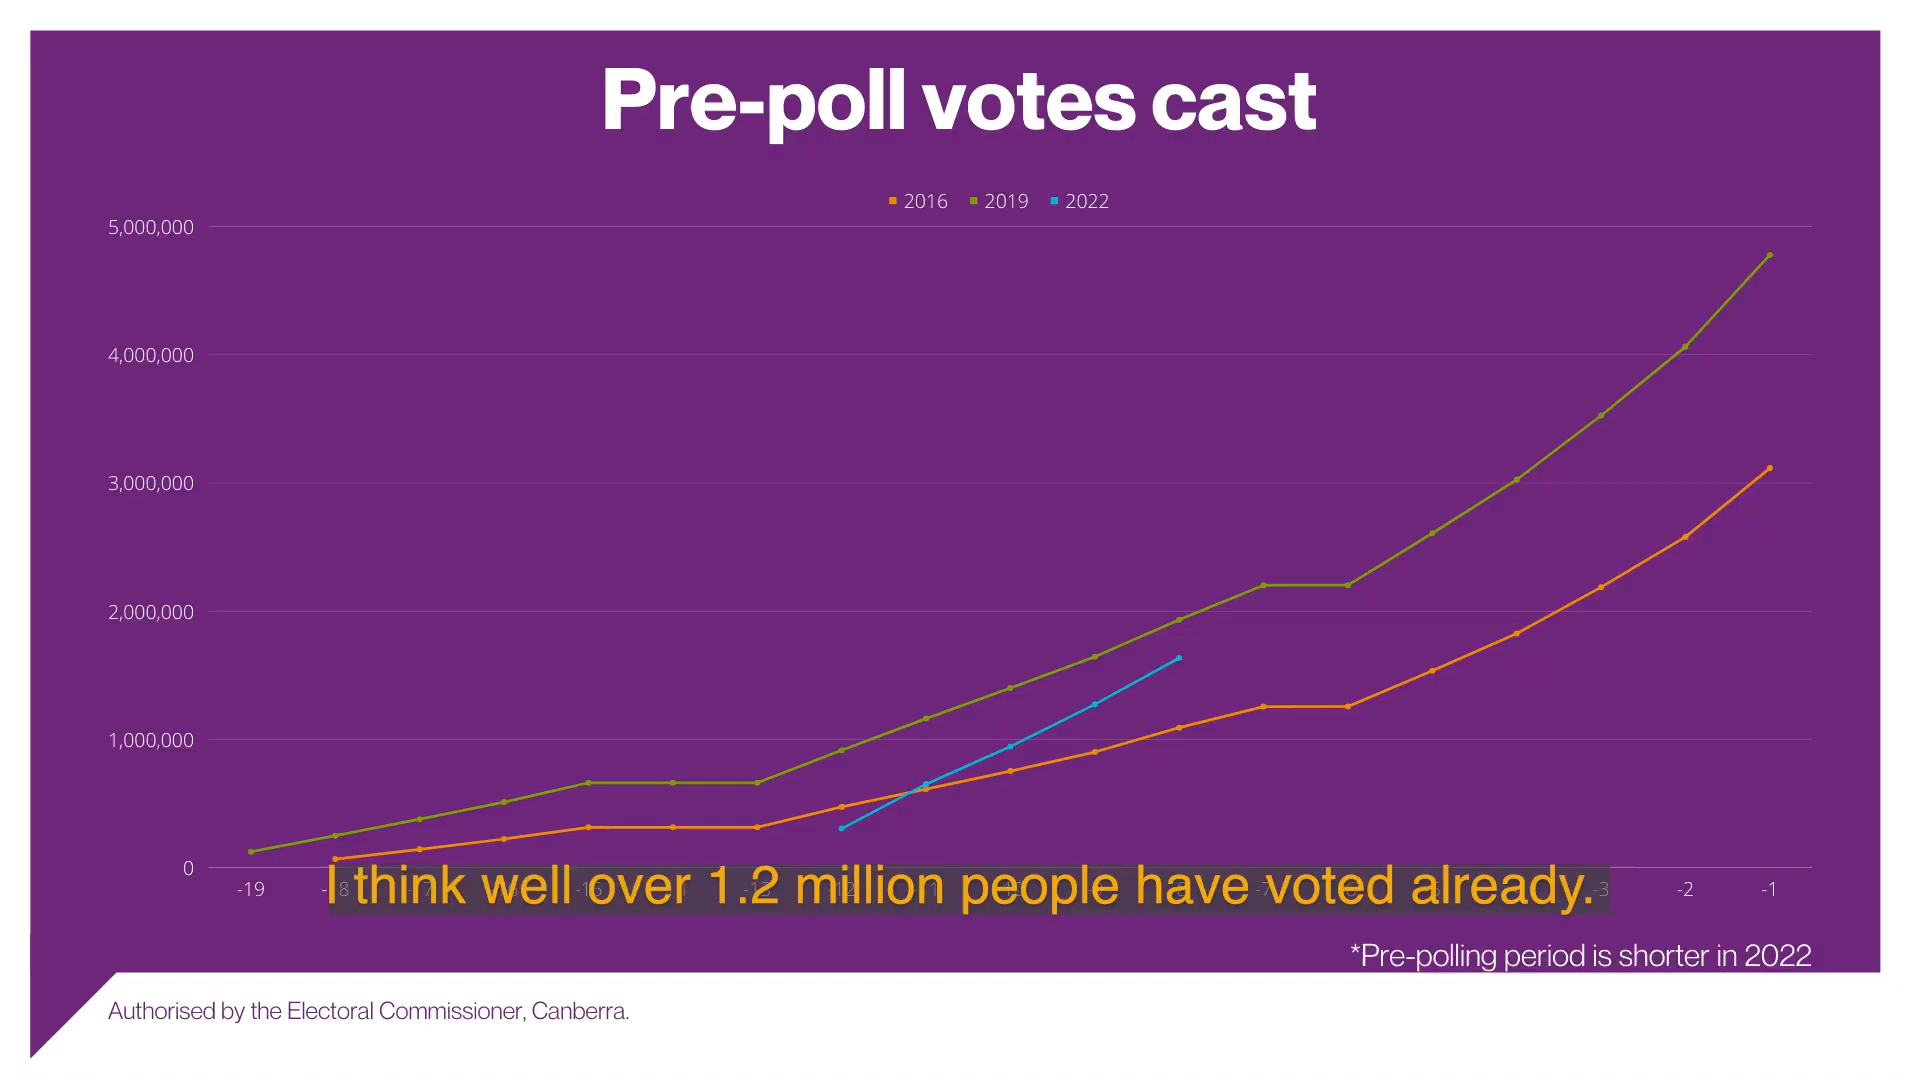 Pre-poll votes cast
2016 2019 2022
5,000,000
4,000,000
3,000,000
2,000,000
1,000,000
0
-19 -2 -1
I think well over 1.2 million people have voted already.
*Pre-polling period is shorter in 2022
Authorised by the Electoral Commissioner, Canberra.